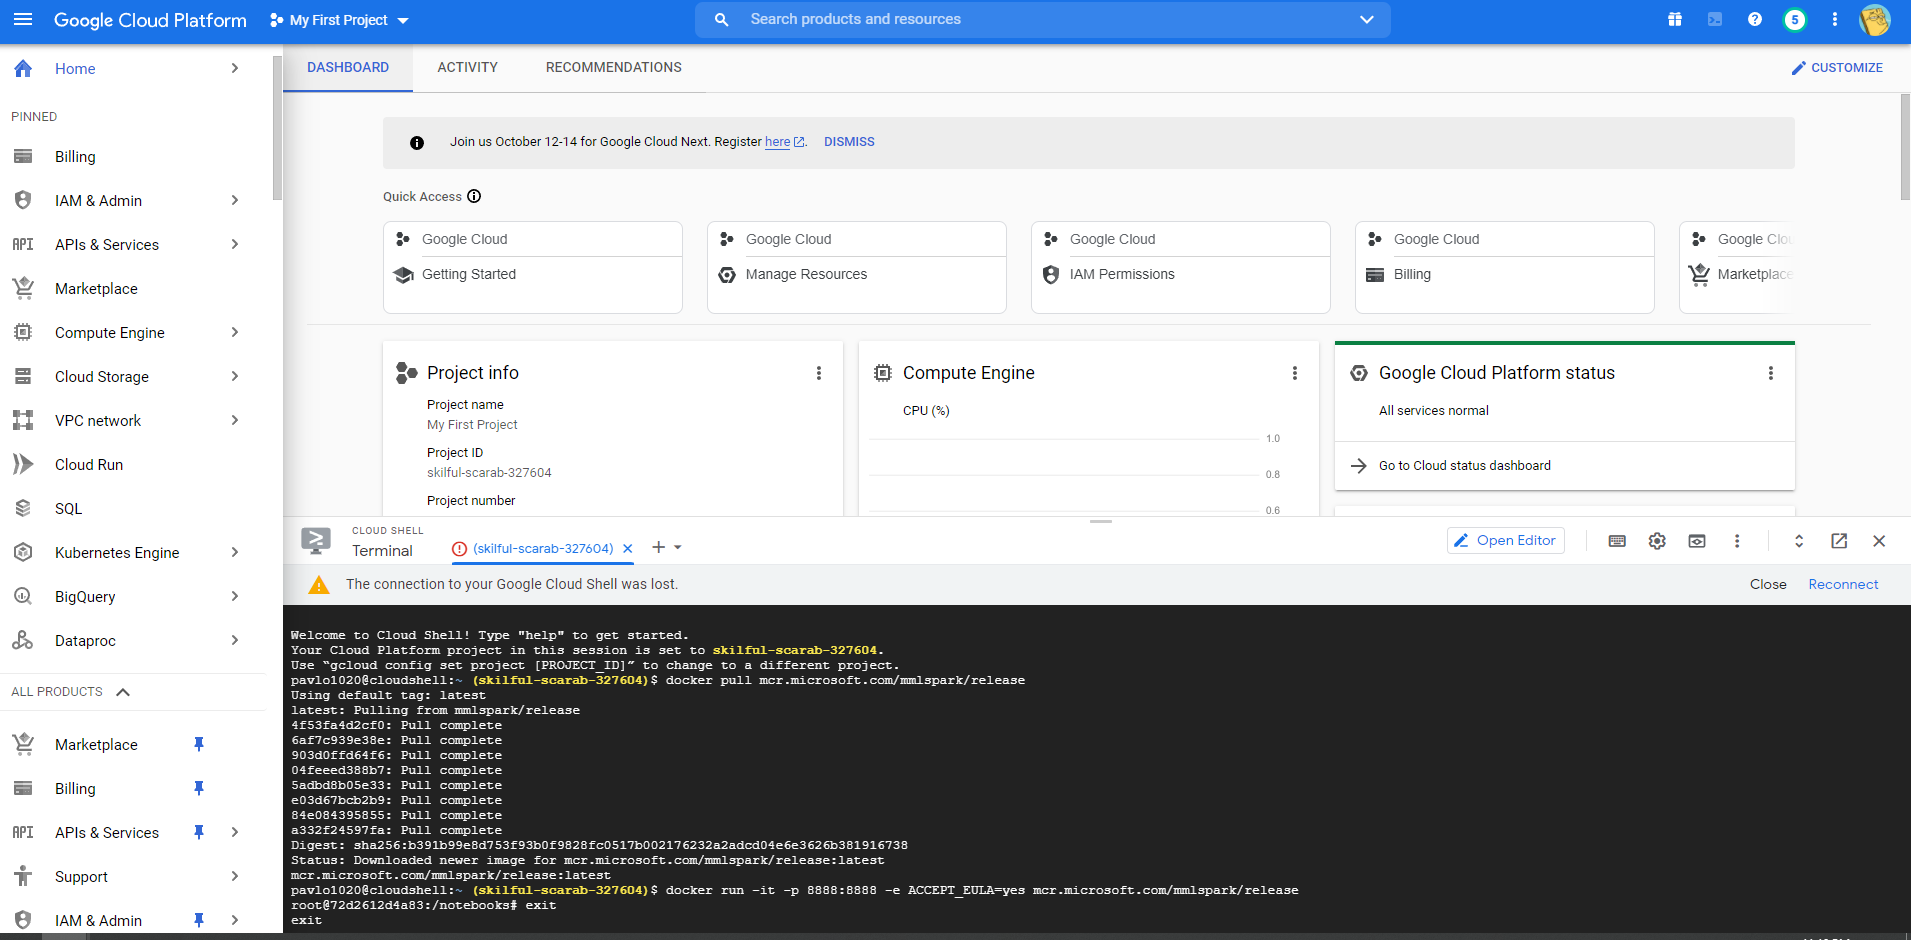 Google Cloud Platform
My First Project
Search products and resources
5
Home
PINNED
Billing
IAM & Admin
API
APIs & Services
Marketplace
Compute Engine
Cloud Storage
VPC network
Cloud Run
SQL
Kubernetes Engine
BigQuery
Dataproc
ALL PRODUCTS
Marketplace
Billing
API
APIs & Services
Support
IAM & Admin
DASHBOARD
ACTIVITY
RECOMMENDATIONS
CUSTOMIZE
Join us October 12-14 for Google Cloud Next. Register here . DISMISS
Quick Access
Google Cloud
Getting Started
Google Cloud
Manage Resources
Google Cloud
IAM Permissions
Google Cloud
Billing
Google Clou
Marketplace
Project info
Project name
My First Project
Project ID
skilful-scarab-327604
Project number
Compute Engine
CPU (%)
1.0
0.8
0.6
Google Cloud Platform status
All services normal
Go to Cloud status dashboard
CLOUD SHELL
Terminal
(skilful-scarab-327604)
Open Editor
The connection to your Google Cloud Shell was lost.
Close
Reconnect
Welcome to Cloud Shell! Type "help" to get started.
Your Cloud Platform project in this session is set to skilful-scarab-327604.
Use “gcloud config set project [PROJECT_ID]” to change to a different project.
pavlo1020@cloudshell:~ (skilful-scarab-327604)$ docker pull mcr.microsoft.com/mmlspark/release
Using default tag: latest
latest: Pulling from mmlspark/release
4f53fa4d2cf0: Pull complete
6af7c939e38e: Pull complete
903d0ffd64f6: Pull complete
04feeed388b7: Pull complete
5adbd8b05e33: Pull complete
e03d67bcb2b9: Pull complete
84e084395855: Pull complete
a332f24597fa: Pull complete
Digest: sha256:b391b99e8d753f93b0f9828fc0517b002176232a2adcd04e6e3626b381916738
Status: Downloaded newer image for mcr.microsoft.com/mmlspark/release:latest
mcr.microsoft.com/mmlspark/release:latest
pavlo1020@cloudshell:~ (skilful-scarab-327604)$ docker run -it -p 8888:8888 -e ACCEPT_EULA=yes mcr.microsoft.com/mmlspark/release
root@72d2612d4a83:/notebooks# exit
exit